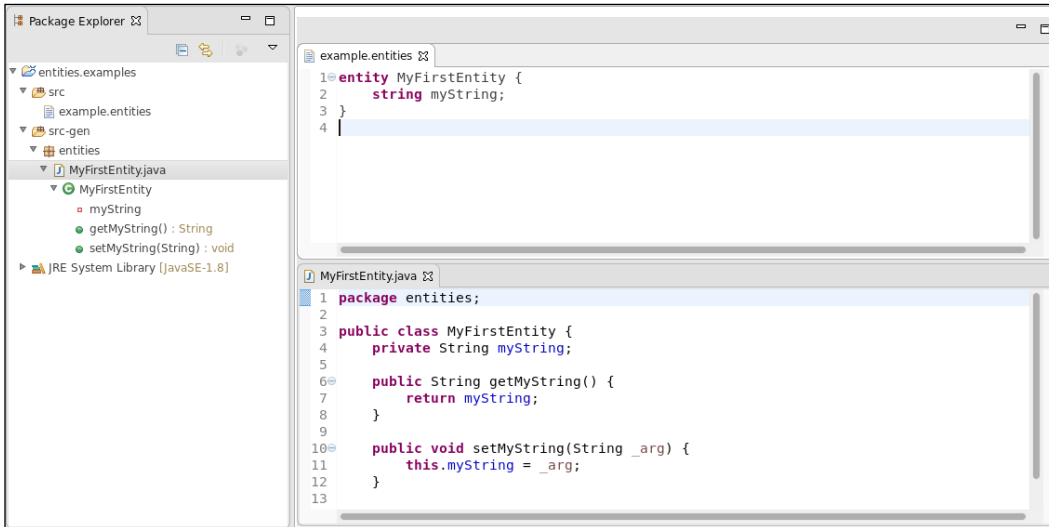 Package Explorer
entities.examples
src
example.entities
src-gen
entities
MyFirstEntity.java
MyFirstEntity
myString
getMyString() : String
setMyString(String) : void
JRE System Library [JavaSE-1.8]
example.entities
1 entity MyFirstEntity {
2     string myString;
3 }
4
MyFirstEntity.java
1 package entities;
2
3 public class MyFirstEntity {
4     private String myString;
5
6     public String getMyString() {
7         return myString;
8     }
9
10     public void setMyString(String _arg) {
11         this.myString = _arg;
12     }
13